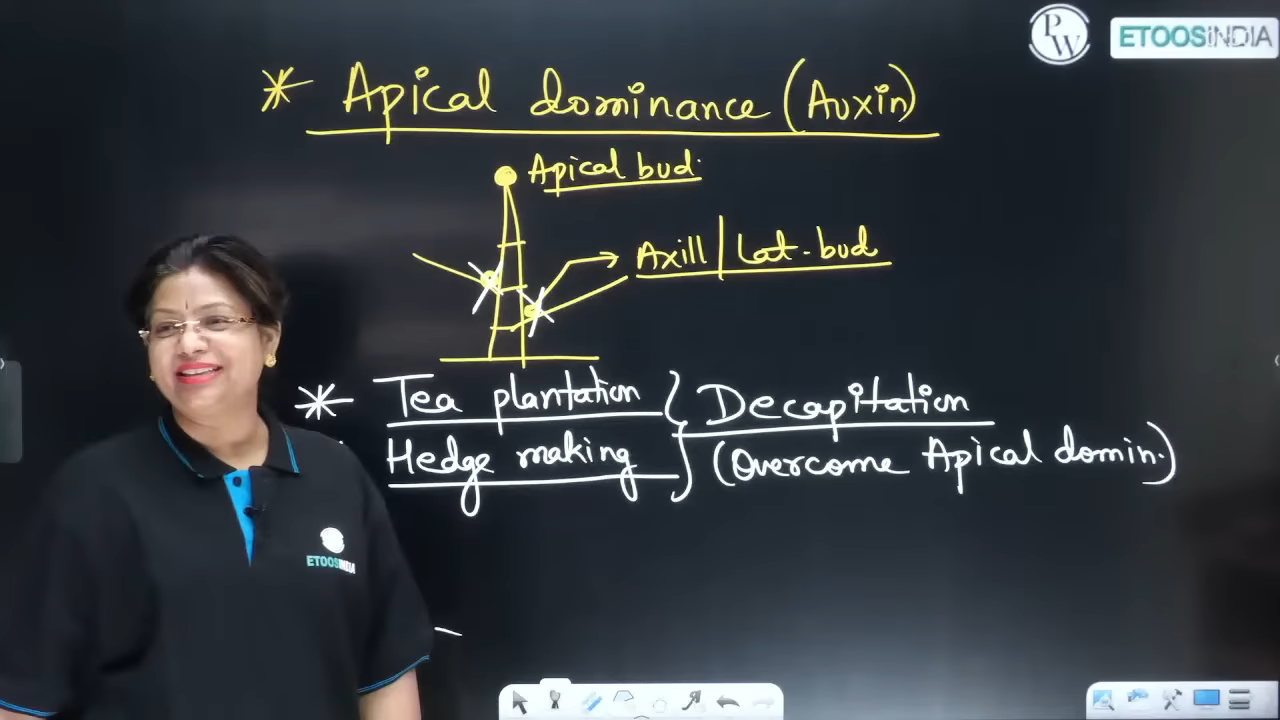 PW ETOOSINDIA
* Apical dominance (Auxin)
Apical bud.
Axill | Lat-bud
* Tea plantation } Decapitation
Hedge making } (Overcome Apical domin.)
ETOOSINDIA